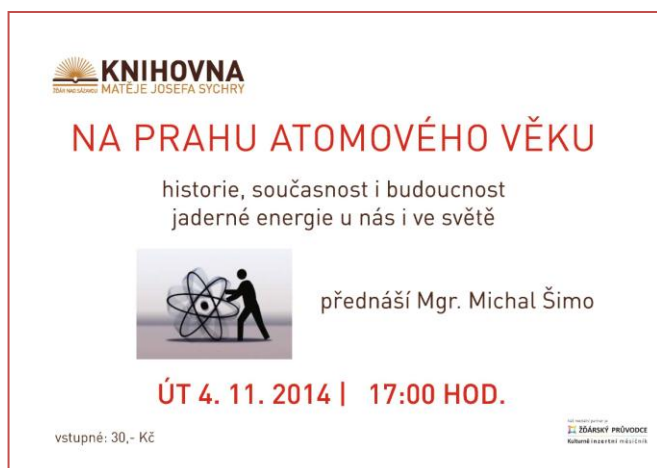 KNIHOVNA
ŽĎÁR NAD SÁZAVOU
MATĚJE JOSEFA SYCHRY
NA PRAHU ATOMOVÉHO VĚKU
historie, současnost i budoucnost
jaderné energie u nás i ve světě
přednáší Mgr. Michal Šimo
ÚT 4. 11. 2014 | 17:00 HOD.
vstupné: 30,- Kč
ŽĎÁRSKÝ PRŮVODCE
Kulturně inzertní měsíčník